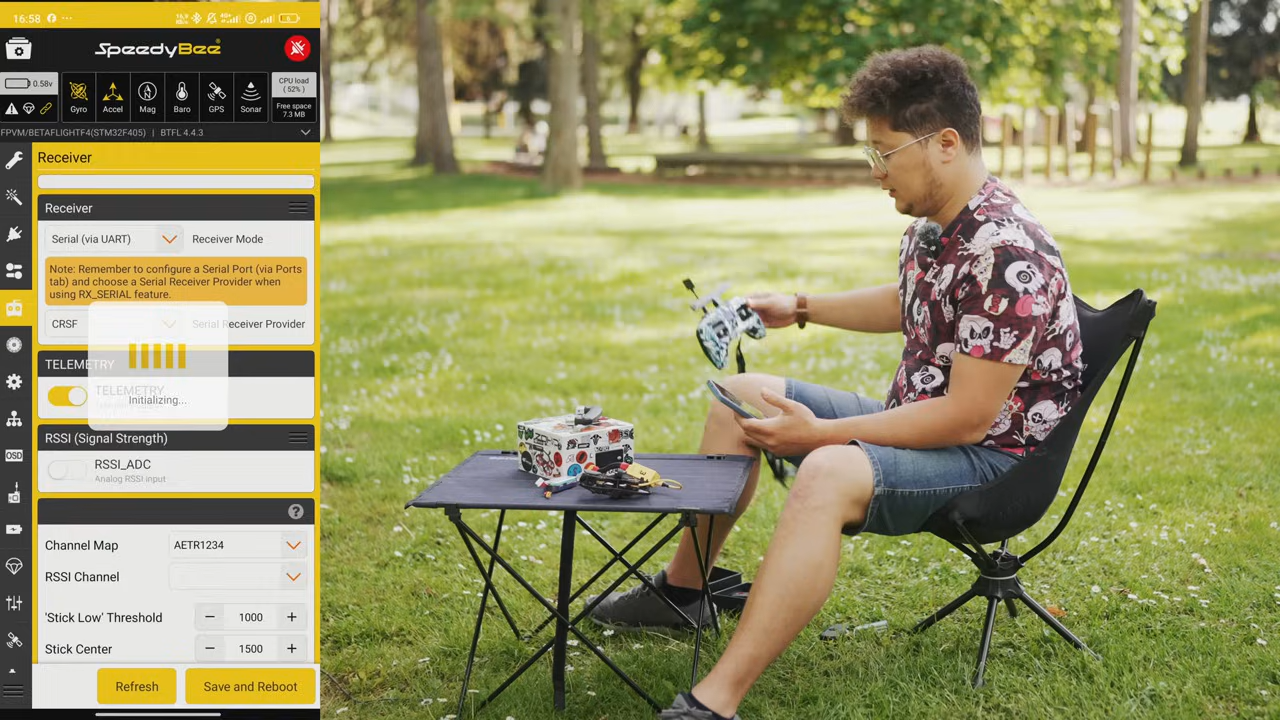 16:58
SpeedyBee
0.58v
Gyro
Accel
Mag
Baro
GPS
Sonar
CPU load
( 52% )
Free space
7.3 MB
FPVM/BETAFLIGHTF4(STM32F405) | BTFL 4.4.3
Receiver
Receiver
Serial (via UART)
Receiver Mode
Note: Remember to configure a Serial Port (via Ports
tab) and choose a Serial Receiver Provider when
using RX_SERIAL feature.
CRSF
Serial Receiver Provider
TELEMETRY
TELEMETRY
Initializing...
RSSI (Signal Strength)
RSSI_ADC
Analog RSSI input
Channel Map
AETR1234
RSSI Channel
'Stick Low' Threshold
1000
Stick Center
1500
OSD
Refresh
Save and Reboot